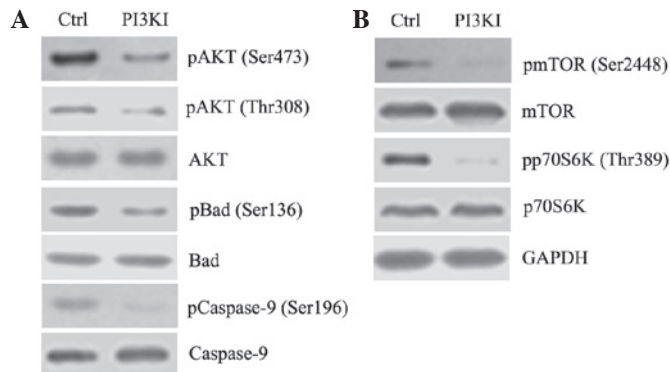 A
Ctrl PI3KI
pAKT (Ser473)
pAKT (Thr308)
AKT
pBad (Ser136)
Bad
pCaspase-9 (Ser196)
Caspase-9
B
Ctrl PI3KI
pmTOR (Ser2448)
mTOR
pp70S6K (Thr389)
p70S6K
GAPDH